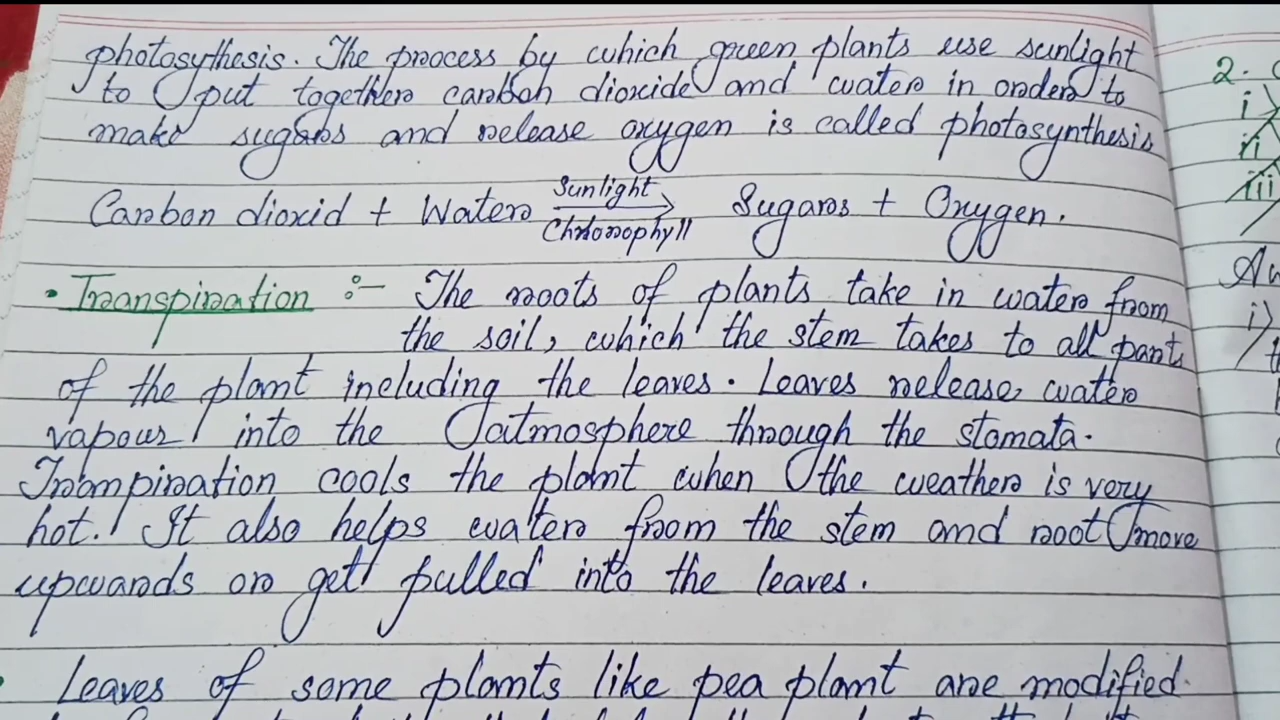 photosythesis. The process by which green plants use sunlight
to put together carbon dioxide and water in order to
make sugars and release oxygen is called photosynthesis
Carbon dioxid + Water Sunlight Chrorophyll Sugars + Oxygen.
• Transpiration :- The roots of plants take in water from
the soil, which the stem takes to all parts
of the plant including the leaves. Leaves release water
vapour into the atmosphere through the stomata.
Trampiration cools the plant when the weather is very
hot. It also helps water from the stem and root move
upwards or get pulled into the leaves.
Leaves of some plants like pea plant are modified.
2.
i)
ii
iii
i)